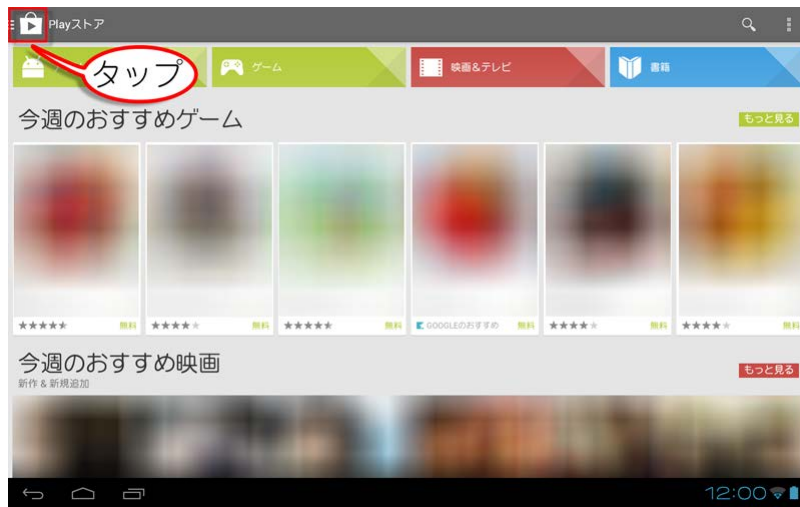 Playストア
タップ
ゲーム
映画&テレビ
書籍
今週のおすすめゲーム
もっと見る
無料
無料
無料
GOOGLEのおすすめ 無料
無料
無料
今週のおすすめ映画
もっと見る
新作 & 新規追加
12:00